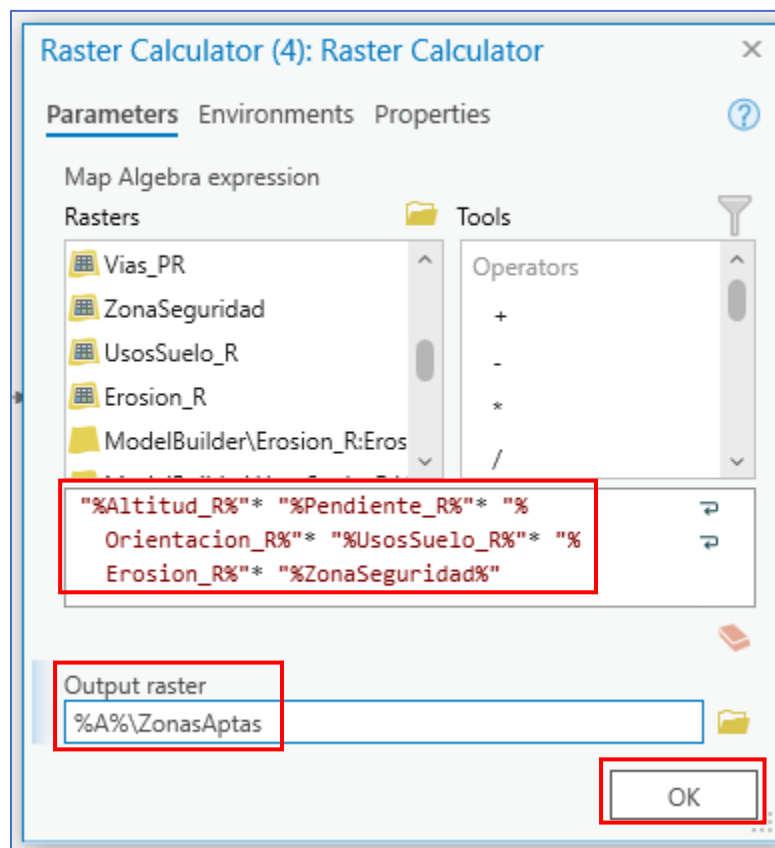 Raster Calculator (4): Raster Calculator
Parameters Environments Properties
Map Algebra expression
Rasters
Tools
Vias_PR
ZonaSeguridad
UsosSuelo_R
Erosion_R
ModelBuilder\Erosion_R:Eros
Operators
+
-
*
/
"%Altitud_R%"* "%Pendiente_R%"* "%
Orientacion_R%"* "%UsosSuelo_R%"* "%
Erosion_R%"* "%ZonaSeguridad%"
Output raster
%A%\ZonasAptas
OK